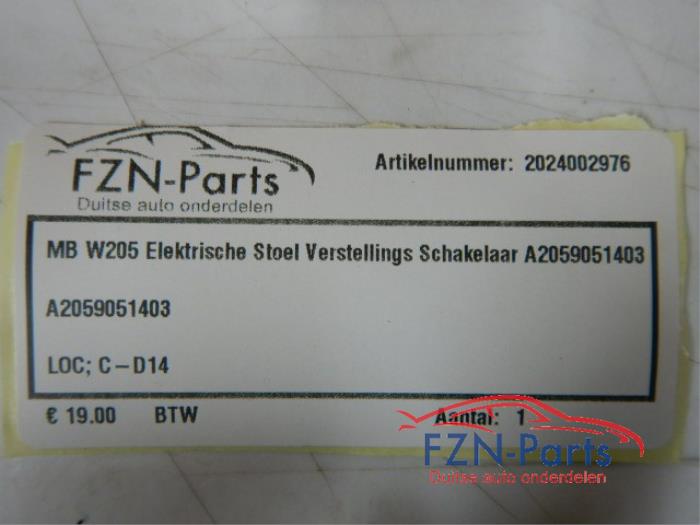 FZN-Parts
Duitse auto onderdelen
Artikelnummer: 2024002976
MB W205 Elektrische Stoel Verstellings Schakelaar A2059051403
A2059051403
LOC; C-D14
€ 19.00 BTW Aantal: 1
FZN-Parts
Duitse auto onderdelen